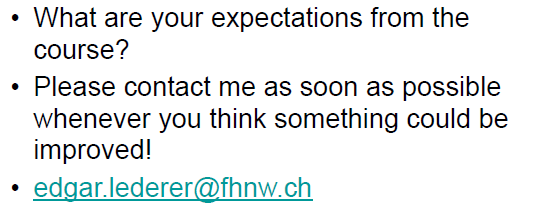 • What are your expectations from the
course?
• Please contact me as soon as possible
whenever you think something could be
improved!
• edgar.lederer@fhnw.ch